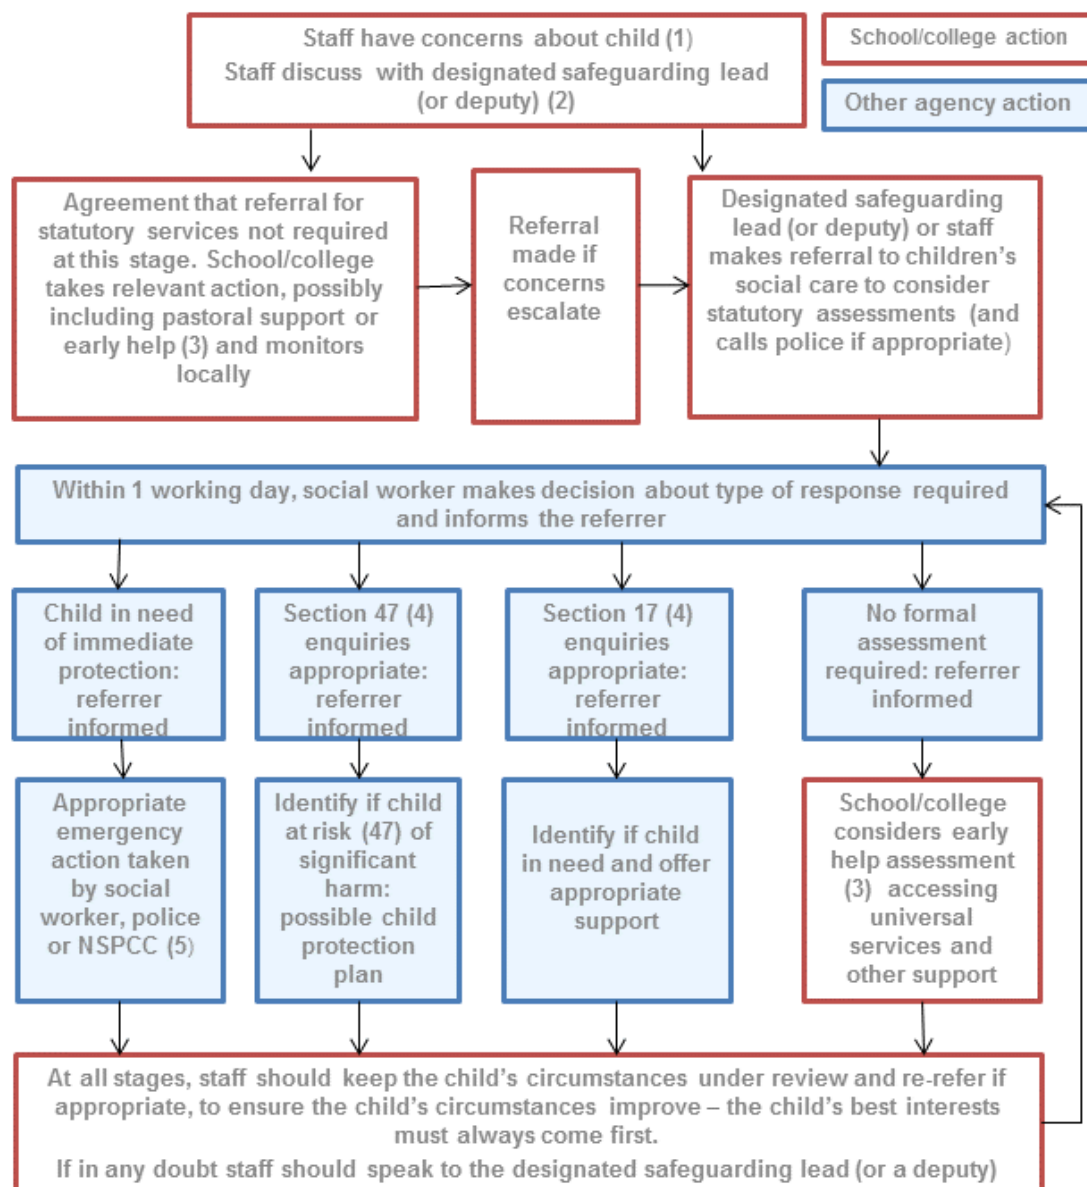 Staff have concerns about child (1)
Staff discuss with designated safeguarding lead
(or deputy) (2)
School/college action
Other agency action
Agreement that referral for
statutory services not required
at this stage. School/college
takes relevant action, possibly
including pastoral support or
early help (3) and monitors
locally
Referral
made if
concerns
escalate
Designated safeguarding
lead (or deputy) or staff
makes referral to children’s
social care to consider
statutory assessments (and
calls police if appropriate)
Within 1 working day, social worker makes decision about type of response required
and informs the referrer
Child in need
of immediate
protection:
referrer
informed
Section 47 (4)
enquiries
appropriate:
referrer
informed
Section 17 (4)
enquiries
appropriate:
referrer
informed
No formal
assessment
required: referrer
informed
Appropriate
emergency
action taken
by social
worker, police
or NSPCC (5)
Identify if child
at risk (47) of
significant
harm:
possible child
protection
plan
Identify if child
in need and offer
appropriate
support
School/college
considers early
help assessment
(3) accessing
universal
services and
other support
At all stages, staff should keep the child’s circumstances under review and re-refer if
appropriate, to ensure the child’s circumstances improve – the child’s best interests
must always come first.
If in any doubt staff should speak to the designated safeguarding lead (or a deputy)